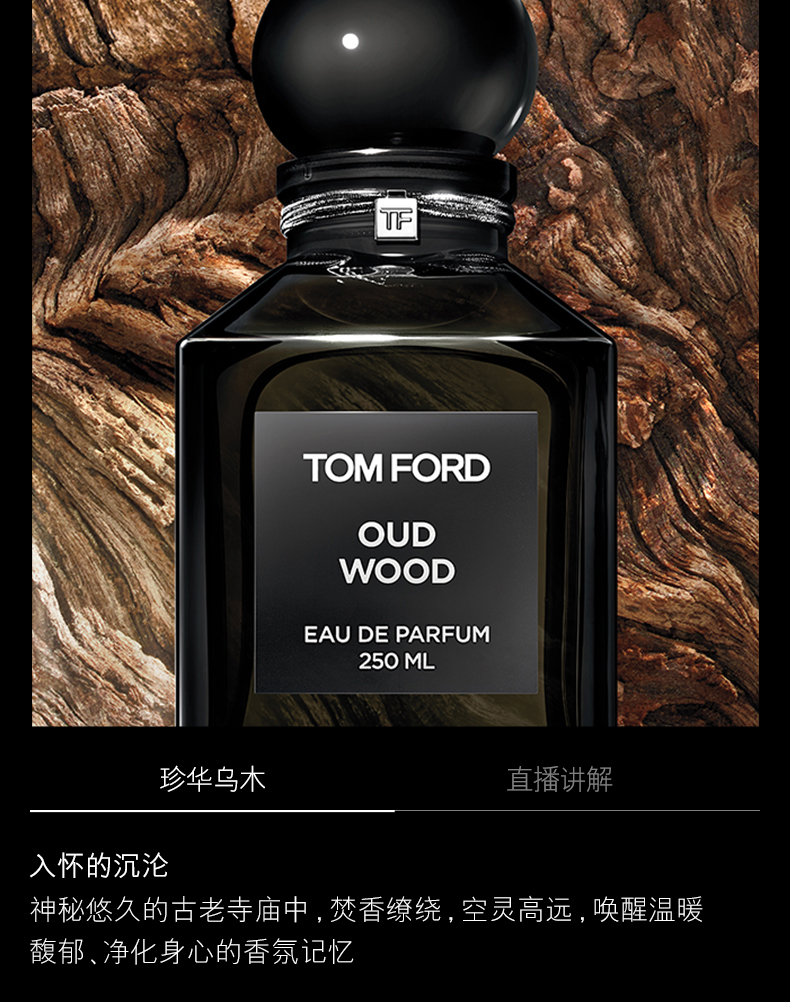 TF
TOM FORD
OUD
WOOD
EAU DE PARFUM
250 ML
珍华乌木
直播讲解
入怀的沉沦
神秘悠久的古老寺庙中,焚香缭绕,空灵高远,唤醒温暖
馥郁、净化身心的香氛记忆